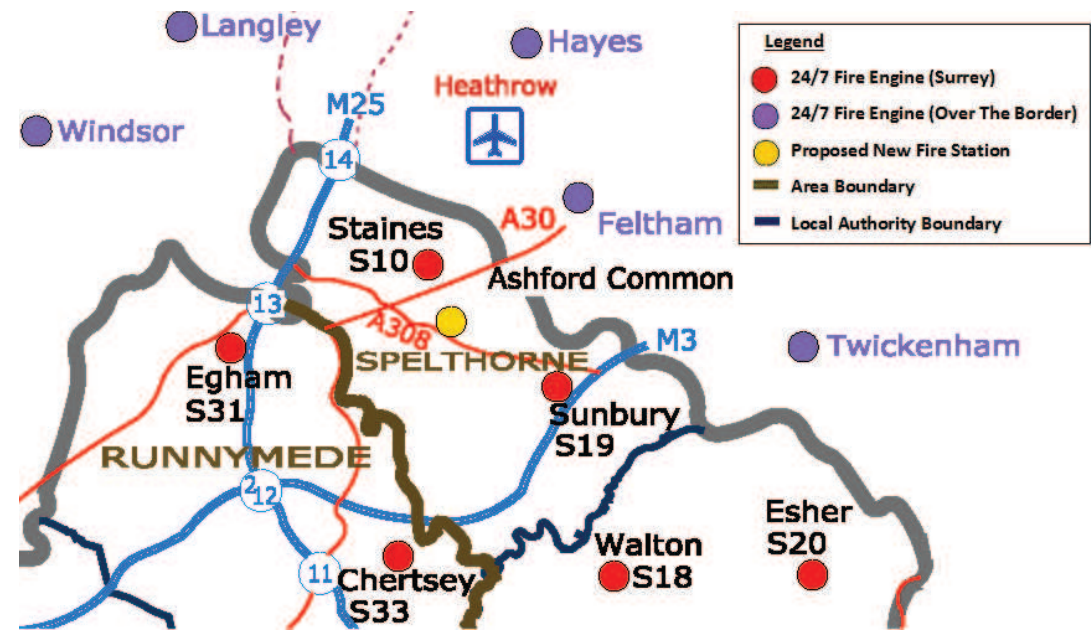 Langley
Hayes
Legend
24/7 Fire Engine (Surrey)
24/7 Fire Engine (Over The Border)
Proposed New Fire Station
Area Boundary
Local Authority Boundary
Heathrow
M25
Windsor
14
A30
Staines
S10
Feltham
Ashford Common
13
A308
M3
Twickenham
SPELTHORNE
Egham
S31
Sunbury
S19
RUNNYMEDE
2
12
Esher
S20
Walton
S18
11
Chertsey
S33